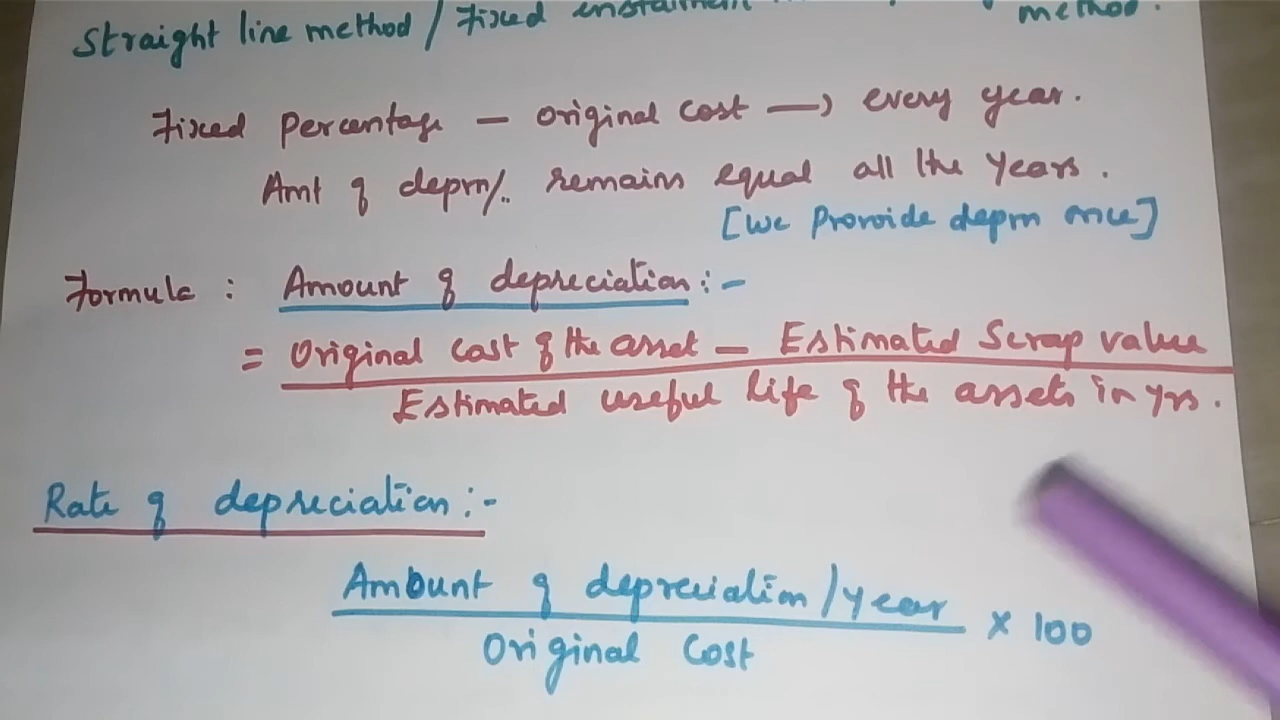 Straight line method / Fixed instalment method.
Fixed Percentage — original cost → every year.
Amt of deprn/. remains equal all the years.
[We Provide deprn once]
Formula : Amount of depreciation :-
= Original cost of the asset — Estimated Scrap value
Estimated useful life of the assets in yrs.
Rate of depreciation :-
Amount of depreciation / year
× 100
Original Cost